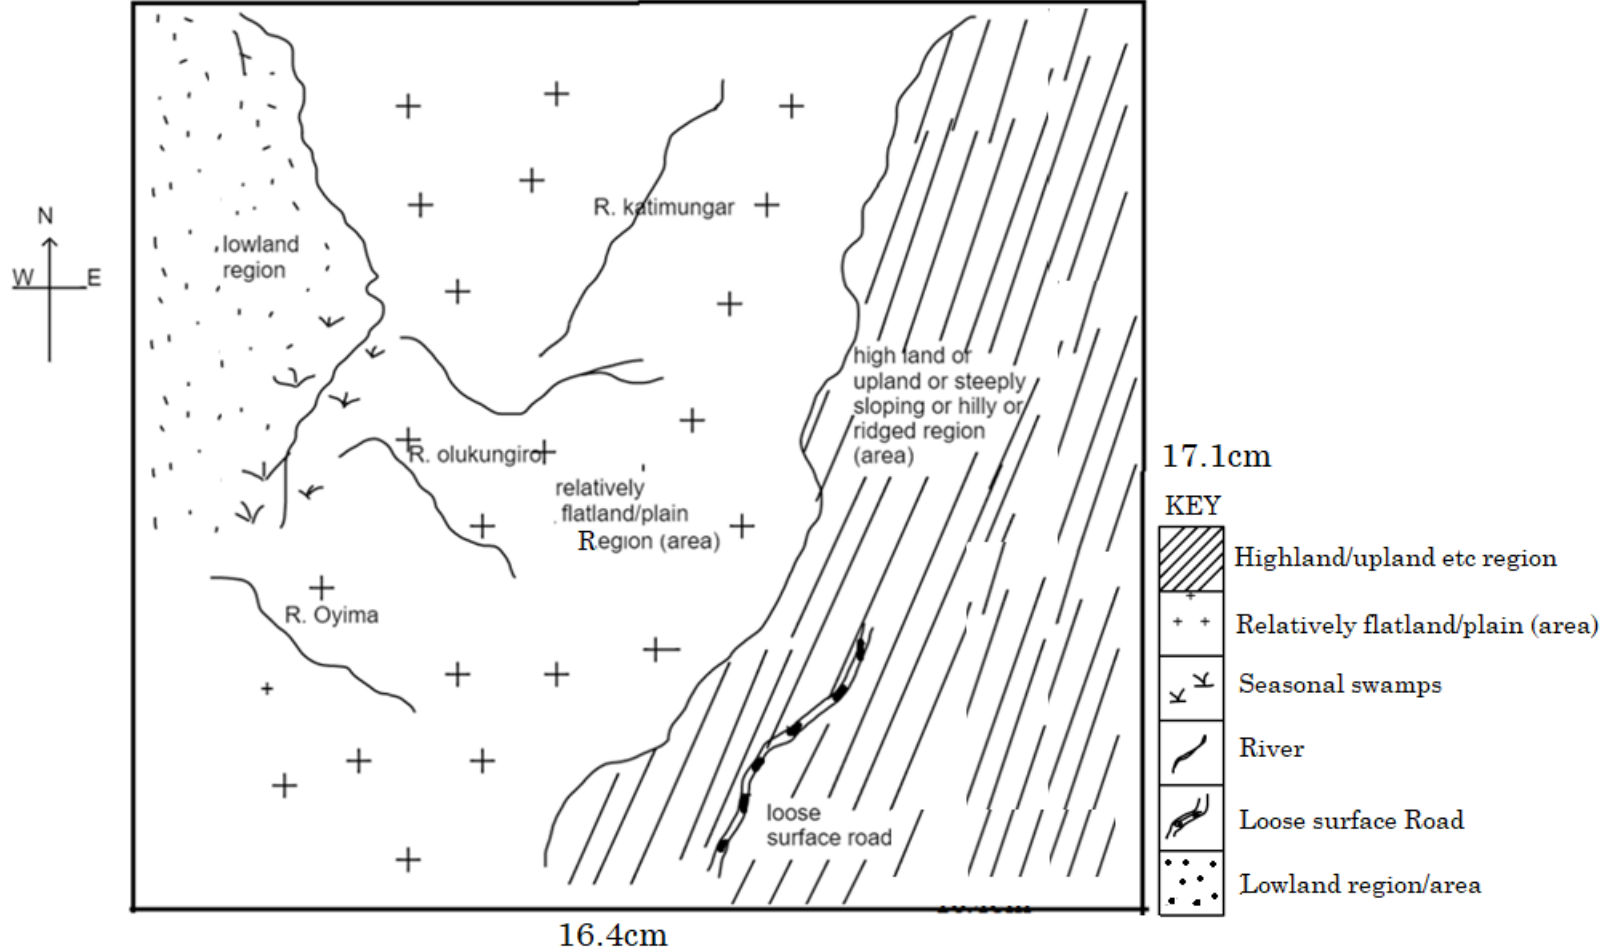 N
W E
lowland
region
R. katimungar
high land or
upland or steeply
sloping or hilly or
ridged region
(area)
R. olukungiro
relatively
flatland/plain
Region (area)
R. Oyima
loose
surface road
16.4cm
17.1cm
KEY
Highland/upland etc region
Relatively flatland/plain (area)
Seasonal swamps
River
Loose surface Road
Lowland region/area